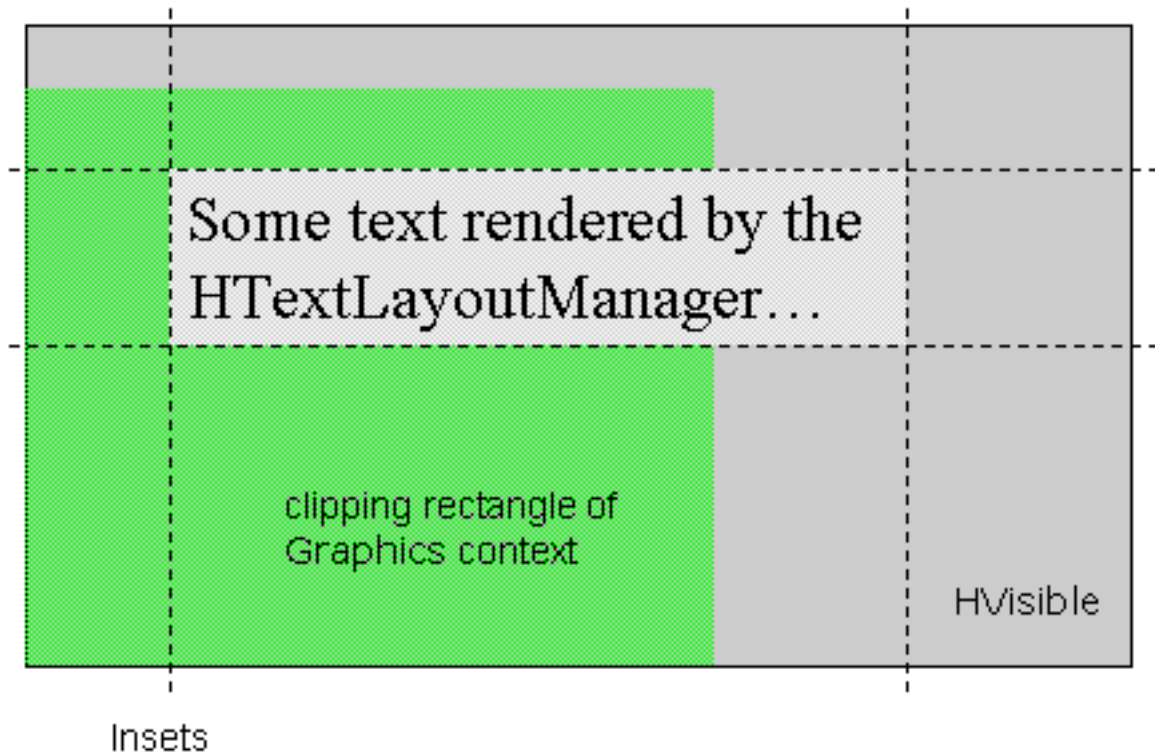 Some text rendered by the
HTextLayoutManager...
clipping rectangle of
Graphics context
HVisible
Insets